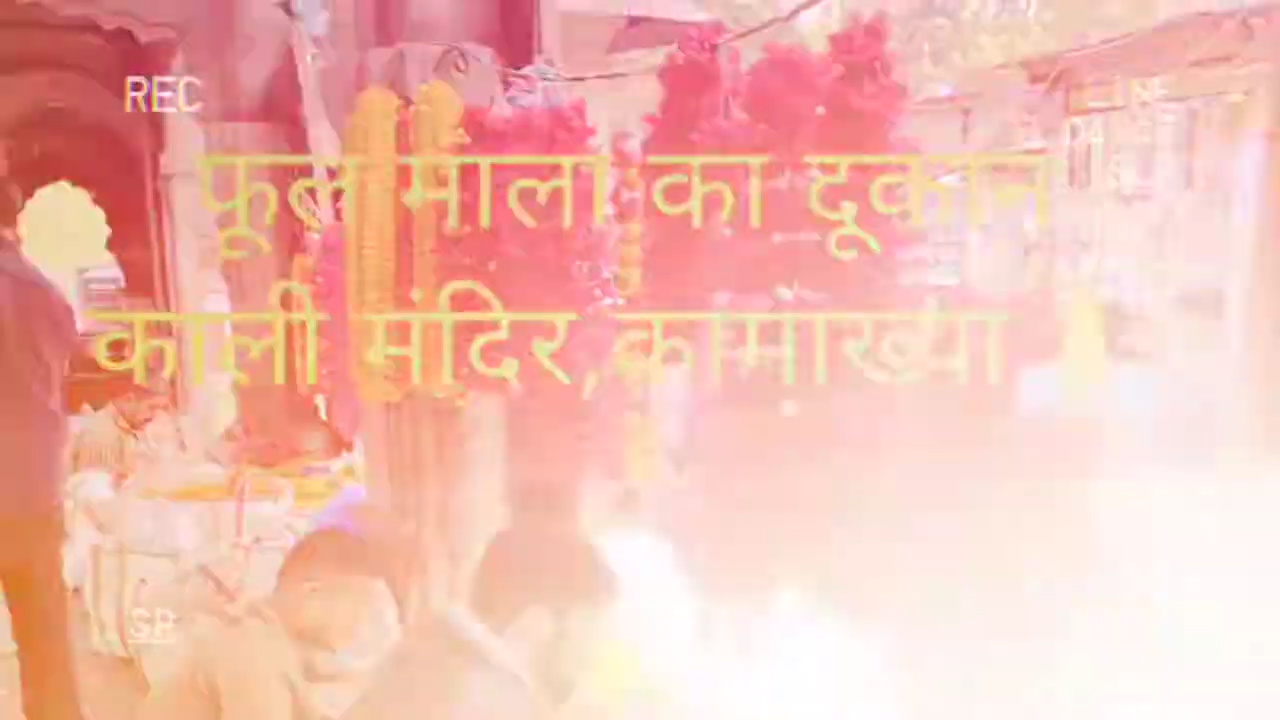 REC
फूल माला का दूकान
काली मंदिर,कामाख्या
SP